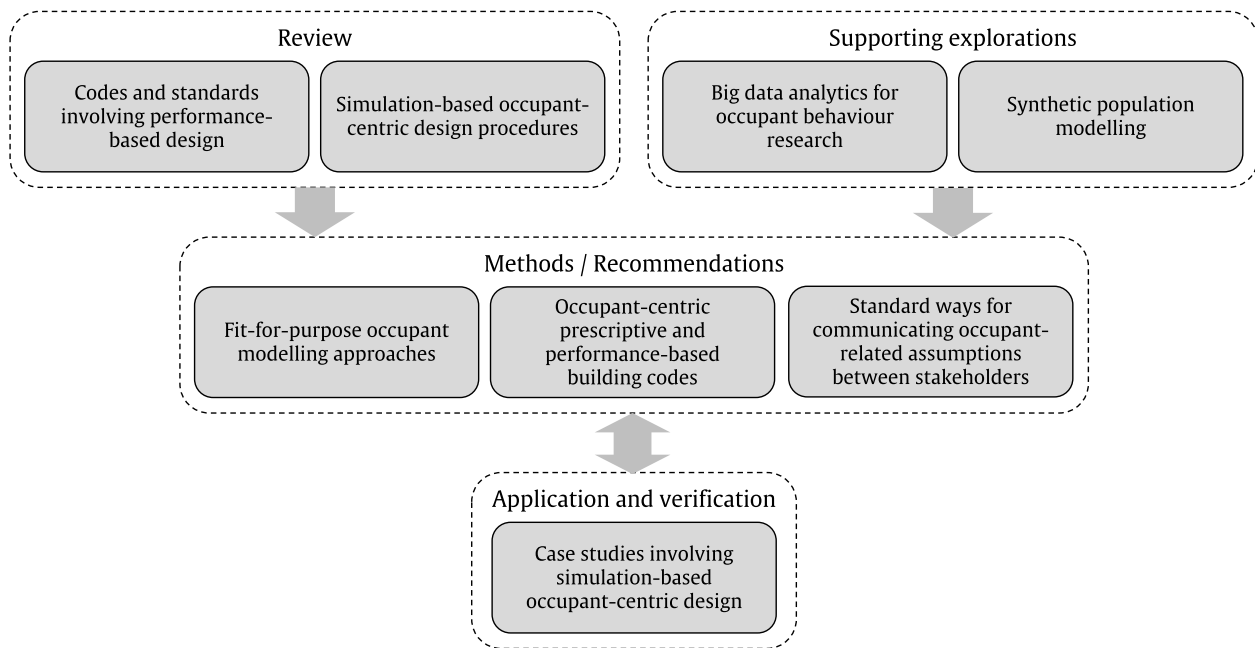 Review
Codes and standards
involving performance-
based design
Simulation-based occupant-
centric design procedures
Supporting explorations
Big data analytics for
occupant behaviour
research
Synthetic population
modelling
Methods / Recommendations
Fit-for-purpose occupant
modelling approaches
Occupant-centric
prescriptive and
performance-based
building codes
Standard ways for
communicating occupant-
related assumptions
between stakeholders
Application and verification
Case studies involving
simulation-based
occupant-centric design